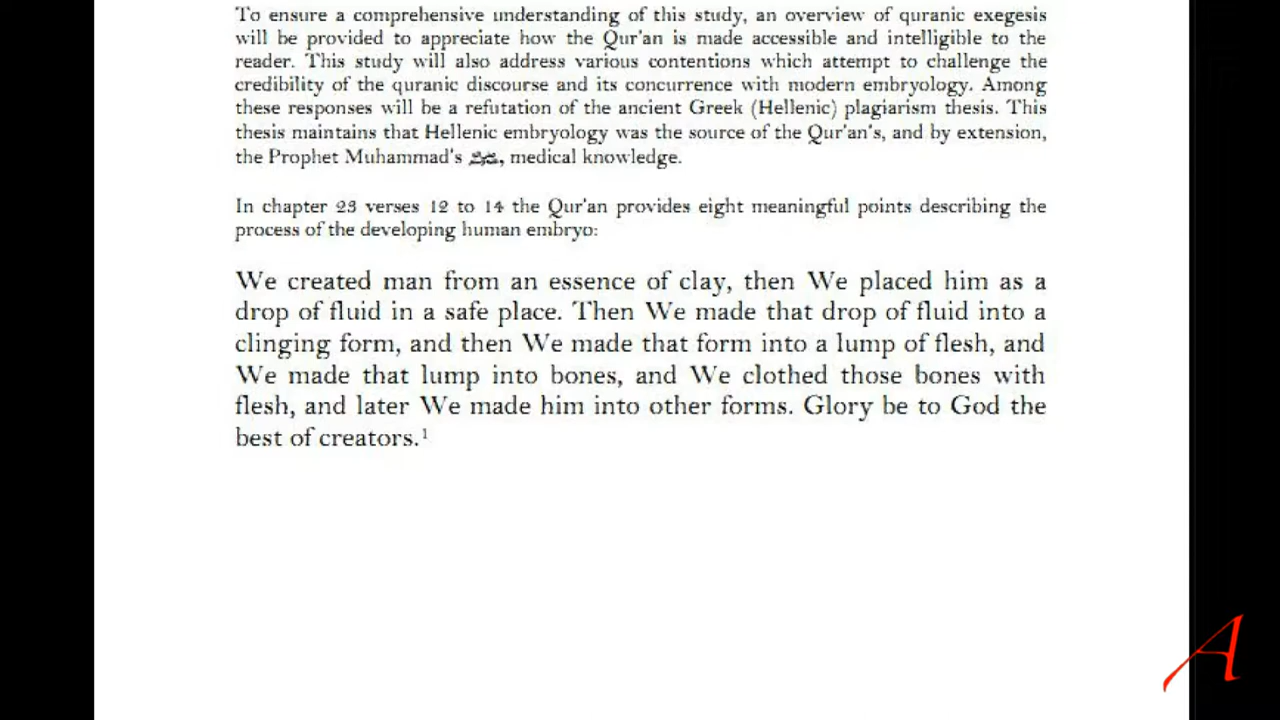 To ensure a comprehensive understanding of this study, an overview of quranic exegesis
will be provided to appreciate how the Qur'an is made accessible and intelligible to the
reader. This study will also address various contentions which attempt to challenge the
credibility of the quranic discourse and its concurrence with modern embryology. Among
these responses will be a refutation of the ancient Greek (Hellenic) plagiarism thesis. This
thesis maintains that Hellenic embryology was the source of the Qur'an's, and by extension,
the Prophet Muhammad's ﷺ, medical knowledge.
In chapter 23 verses 12 to 14 the Qur'an provides eight meaningful points describing the
process of the developing human embryo:
We created man from an essence of clay, then We placed him as a
drop of fluid in a safe place. Then We made that drop of fluid into a
clinging form, and then We made that form into a lump of flesh, and
We made that lump into bones, and We clothed those bones with
flesh, and later We made him into other forms. Glory be to God the
best of creators.¹
A